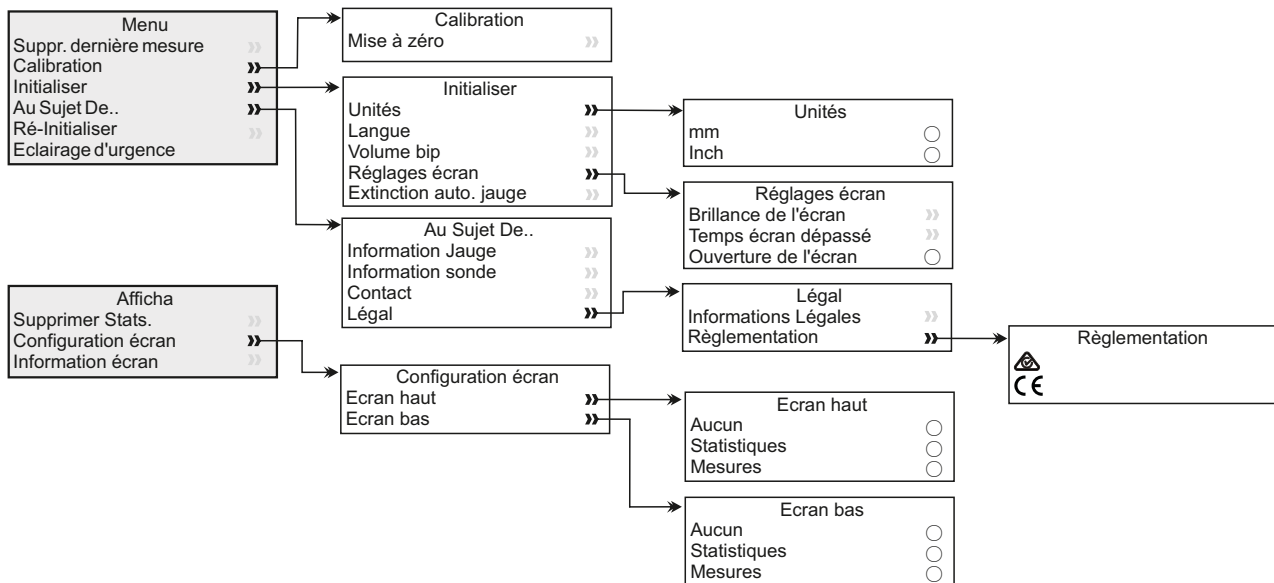 Menu
Suppr. dernière mesure
Calibration
Initialiser
Au Sujet De..
Ré-Initialiser
Eclairage d'urgence
Calibration
Mise à zéro
Initialiser
Unités
Langue
Volume bip
Réglages écran
Extinction auto. jauge
Unités
mm
Inch
Réglages écran
Brillance de l'écran
Temps écran dépassé
Ouverture de l'écran
Au Sujet De..
Information Jauge
Information sonde
Contact
Légal
Légal
Informations Légales
Règlementation
Règlementation
CE
Afficha
Supprimer Stats.
Configuration écran
Information écran
Configuration écran
Ecran haut
Ecran bas
Ecran haut
Aucun
Statistiques
Mesures
Ecran bas
Aucun
Statistiques
Mesures